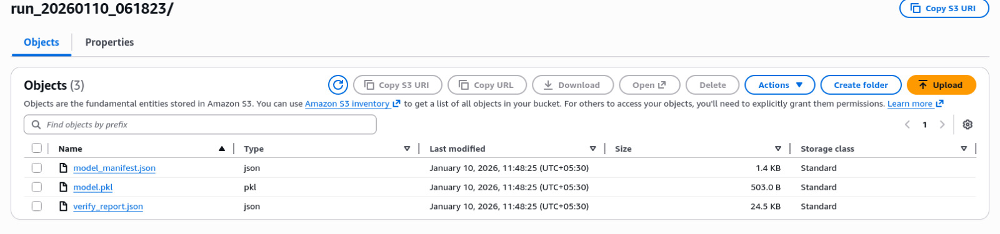 run_20260110_061823/
Copy S3 URI
Objects
Properties
Objects (3)
Copy S3 URI
Copy URL
Download
Open
Delete
Actions
Create folder
Upload
Objects are the fundamental entities stored in Amazon S3. You can use Amazon S3 inventory to get a list of all objects in your bucket. For others to access your objects, you'll need to explicitly grant them permissions. Learn more
Find objects by prefix
1
Name Type Last modified Size Storage class
model_manifest.json json January 10, 2026, 11:48:25 (UTC+05:30) 1.4 KB Standard
model.pkl pkl January 10, 2026, 11:48:25 (UTC+05:30) 503.0 B Standard
verify_report.json json January 10, 2026, 11:48:25 (UTC+05:30) 24.5 KB Standard